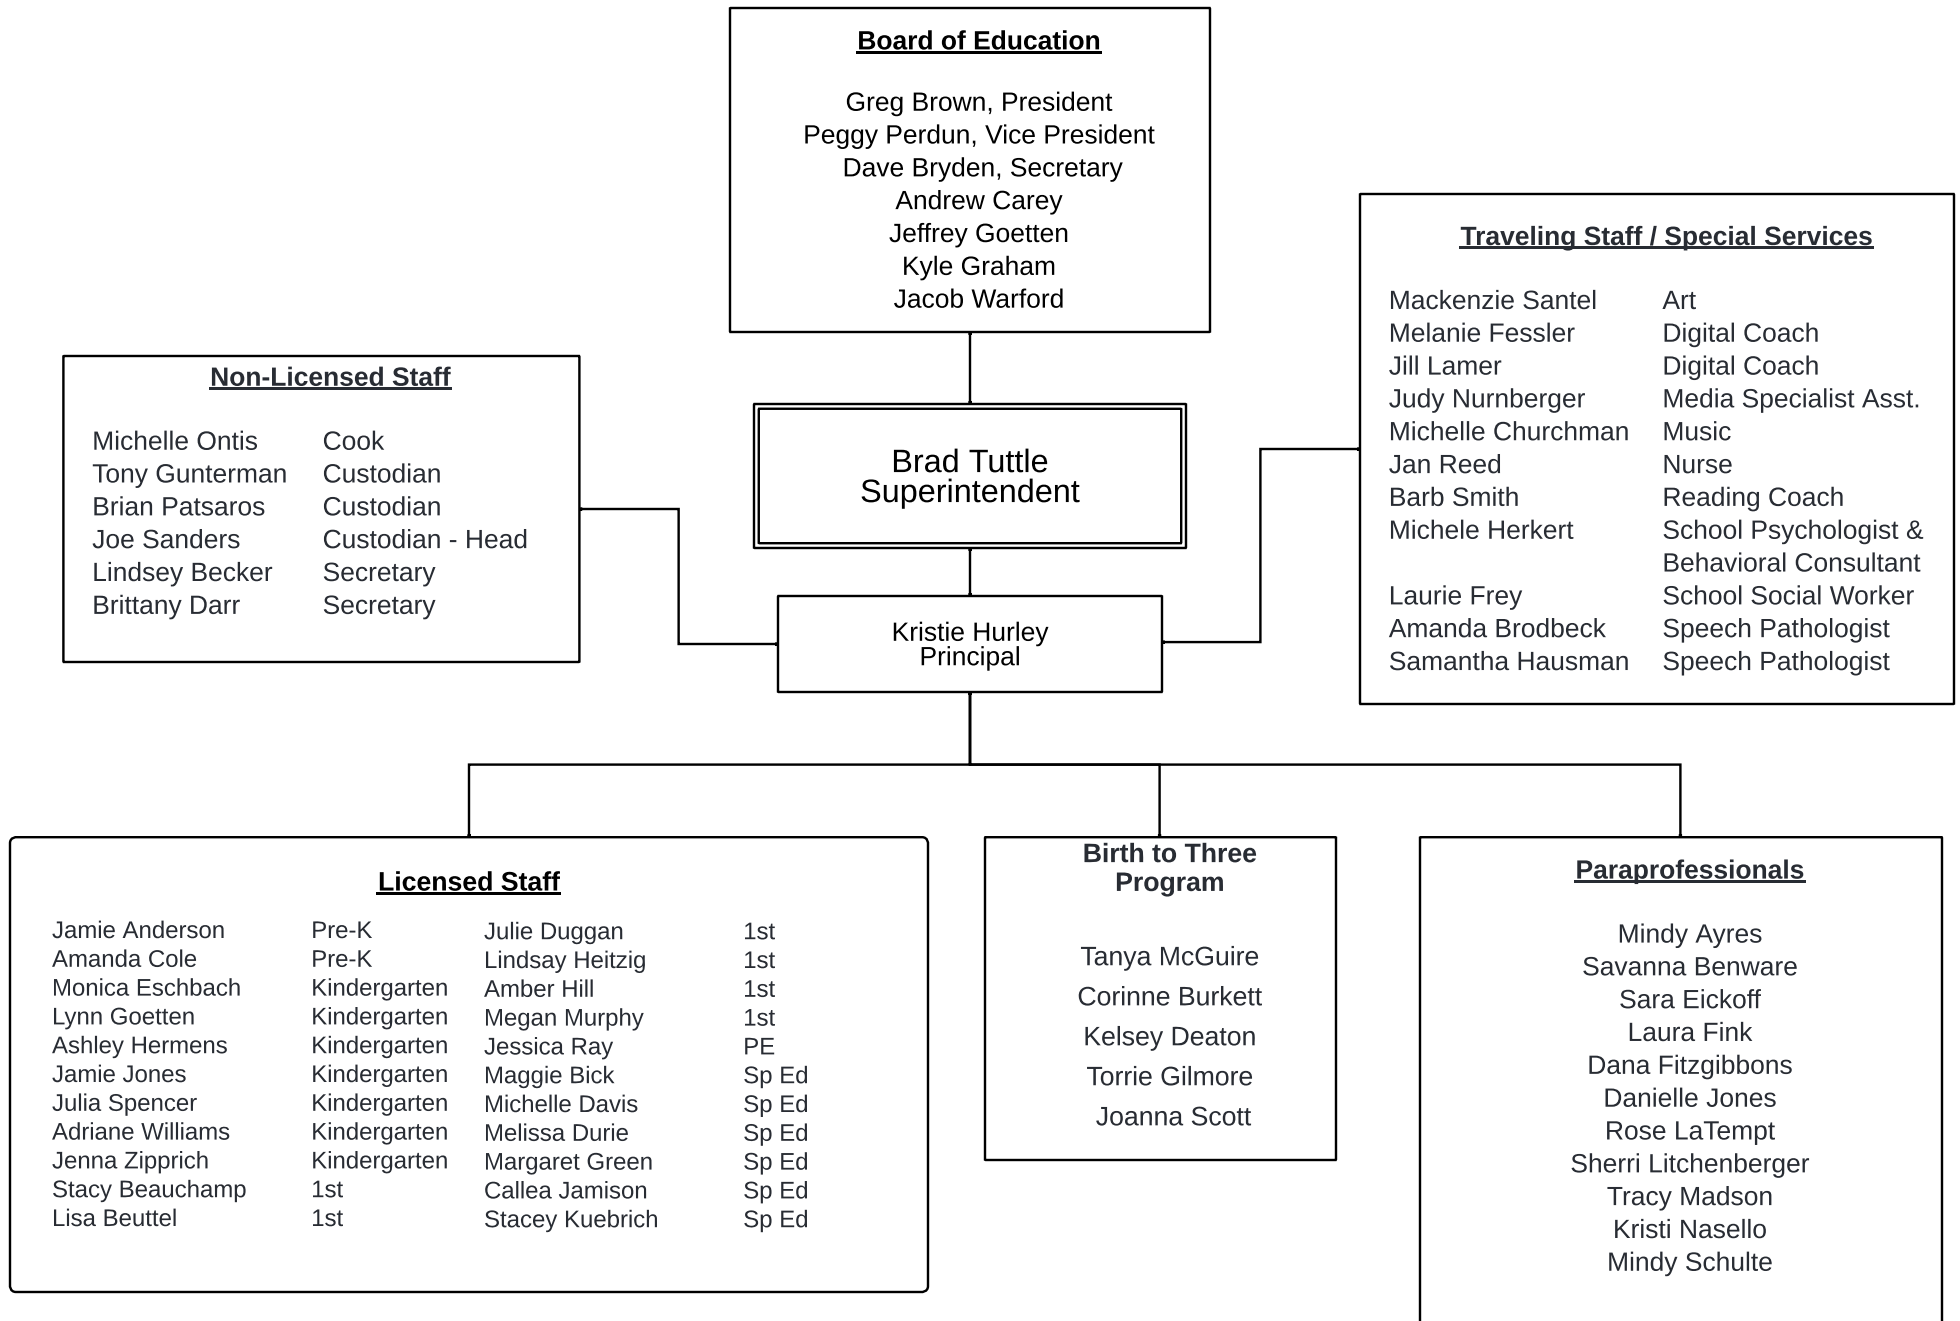 Board of Education
Greg Brown, President
Peggy Perdun, Vice President
Dave Bryden, Secretary
Andrew Carey
Jeffrey Goetten
Kyle Graham
Jacob Warford
Traveling Staff / Special Services
Mackenzie Santel Art
Melanie Fessler Digital Coach
Jill Lamer Digital Coach
Judy Nurnberger Media Specialist Asst.
Michelle Churchman Music
Jan Reed Nurse
Barb Smith Reading Coach
Michele Herkert School Psychologist &
Behavioral Consultant
Laurie Frey School Social Worker
Amanda Brodbeck Speech Pathologist
Samantha Hausman Speech Pathologist
Non-Licensed Staff
Michelle Ontis Cook
Tony Gunterman Custodian
Brian Patsaros Custodian
Joe Sanders Custodian - Head
Lindsey Becker Secretary
Brittany Darr Secretary
Brad Tuttle
Superintendent
Kristie Hurley
Principal
Licensed Staff
Jamie Anderson Pre-K Julie Duggan 1st
Amanda Cole Pre-K Lindsay Heitzig 1st
Monica Eschbach Kindergarten Amber Hill 1st
Lynn Goetten Kindergarten Megan Murphy 1st
Ashley Hermens Kindergarten Jessica Ray PE
Jamie Jones Kindergarten Maggie Bick Sp Ed
Julia Spencer Kindergarten Michelle Davis Sp Ed
Adriane Williams Kindergarten Melissa Durie Sp Ed
Jenna Zipprich Kindergarten Margaret Green Sp Ed
Stacy Beauchamp 1st Callea Jamison Sp Ed
Lisa Beuttel 1st Stacey Kuebrich Sp Ed
Birth to Three
Program
Tanya McGuire
Corinne Burkett
Kelsey Deaton
Torrie Gilmore
Joanna Scott
Paraprofessionals
Mindy Ayres
Savanna Benware
Sara Eickoff
Laura Fink
Dana Fitzgibbons
Danielle Jones
Rose LaTempt
Sherri Litchenberger
Tracy Madson
Kristi Nasello
Mindy Schulte